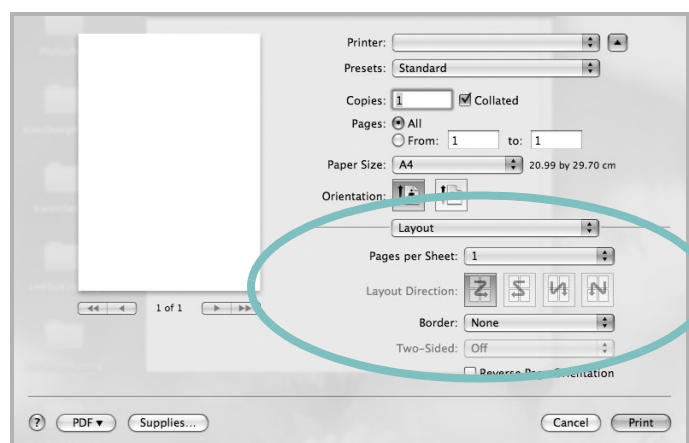 Printer:
Presets: Standard
Copies: 1 Collated
Pages: All
From: 1 to: 1
Paper Size: A4 20.99 by 29.70 cm
Orientation:
Layout
Pages per Sheet: 1
Layout Direction:
1 of 1
Border: None
Two-Sided: Off
Reverse Page Orientation
? PDF Supplies... Cancel Print